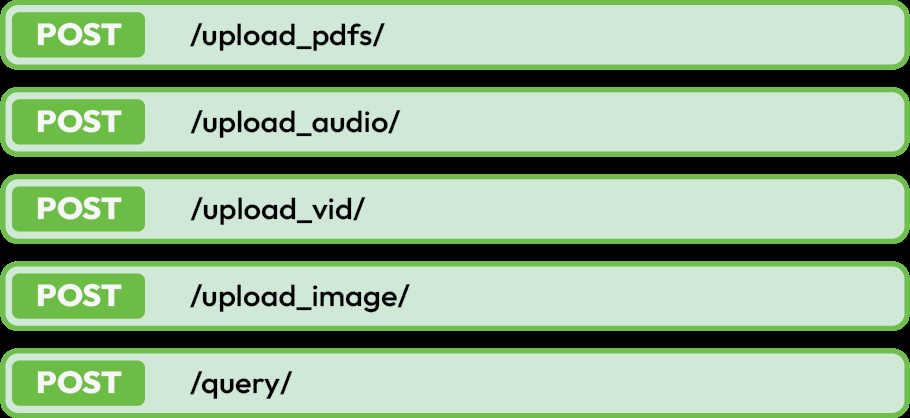 POST /upload_pdfs/
POST /upload_audio/
POST /upload_vid/
POST /upload_image/
POST /query/